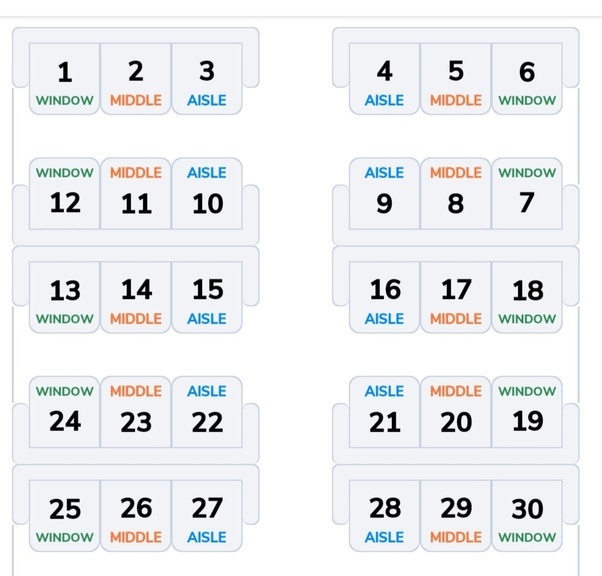 1 2 3 4 5 6
WINDOW MIDDLE AISLE AISLE MIDDLE WINDOW
WINDOW MIDDLE AISLE AISLE MIDDLE WINDOW
12 11 10 9 8 7
13 14 15 16 17 18
WINDOW MIDDLE AISLE AISLE MIDDLE WINDOW
WINDOW MIDDLE AISLE AISLE MIDDLE WINDOW
24 23 22 21 20 19
25 26 27 28 29 30
WINDOW MIDDLE AISLE AISLE MIDDLE WINDOW